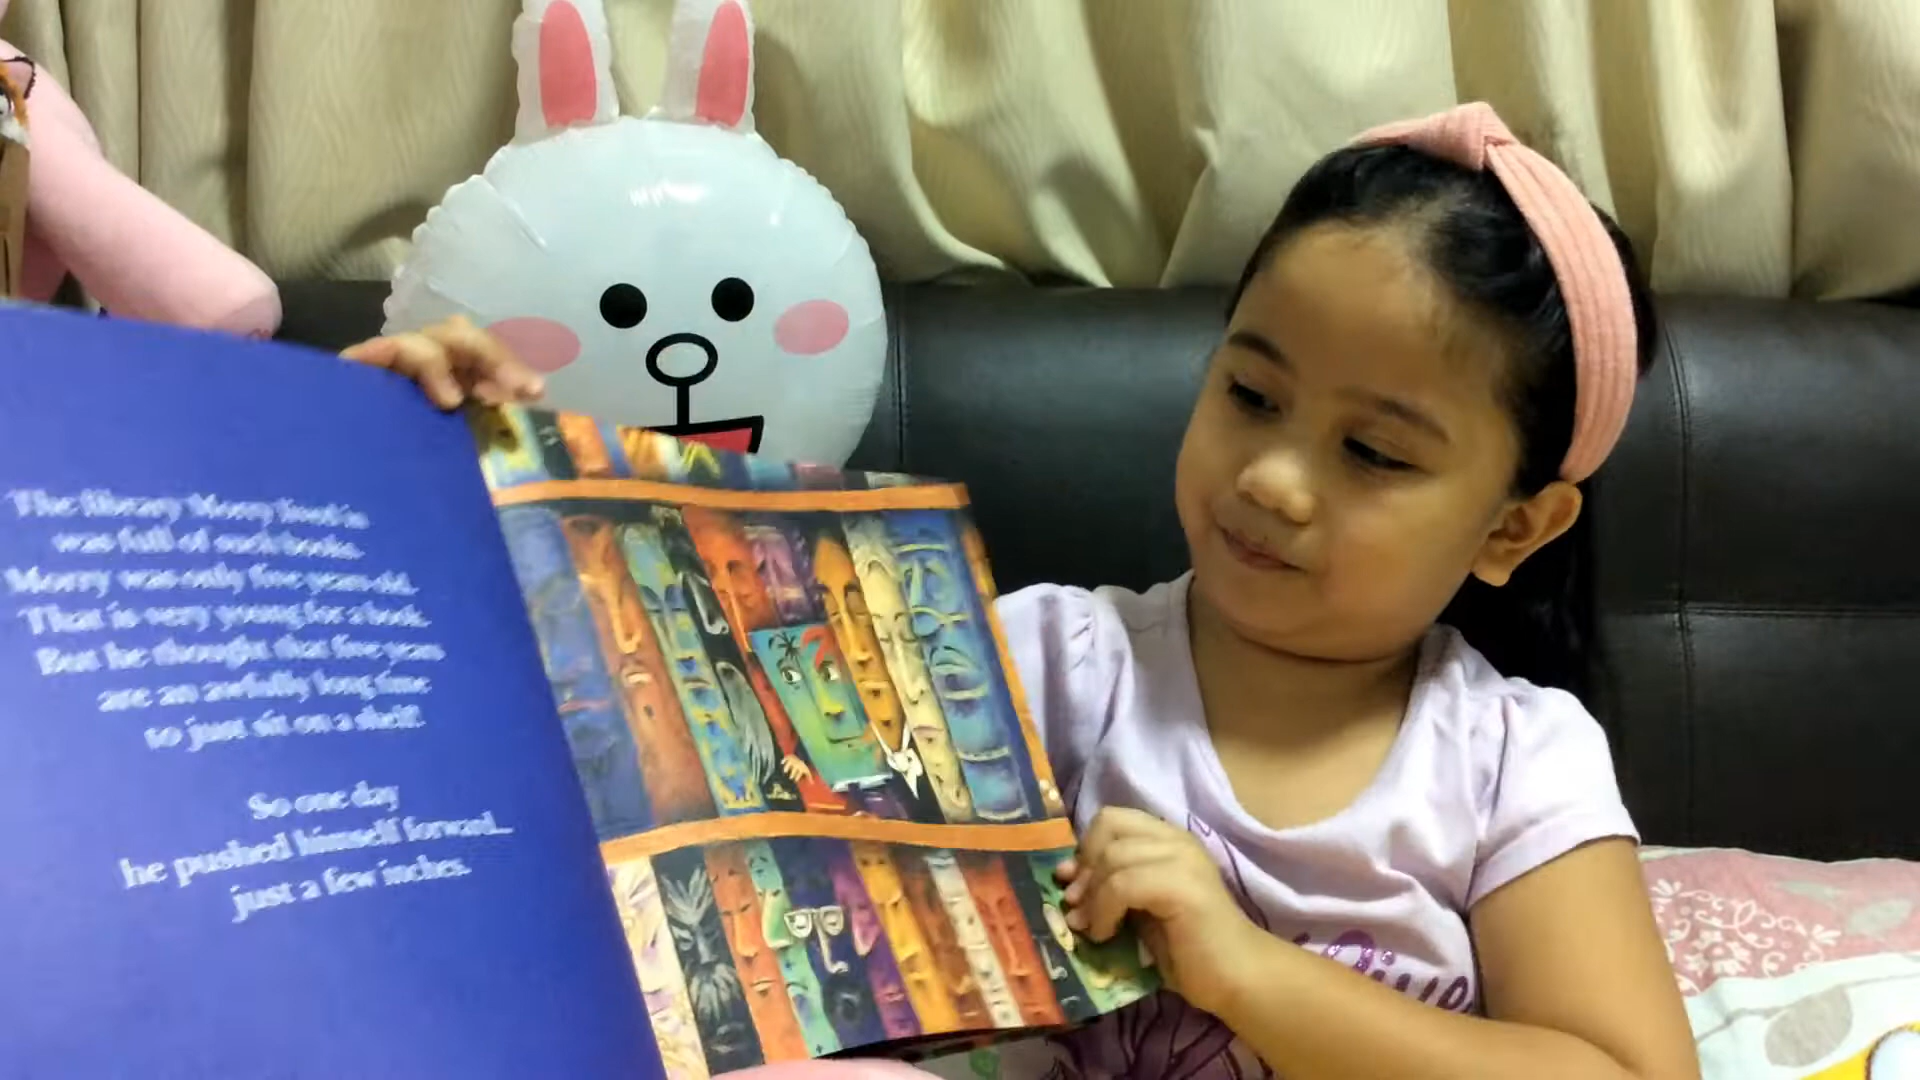 The library Morry lived in
was full of such books.
Morry was only five years old.
That is very young for a book.
But he thought that five years
are an awfully long time
to just sit on a shelf.
So one day
he pushed himself forward...
just a few inches.